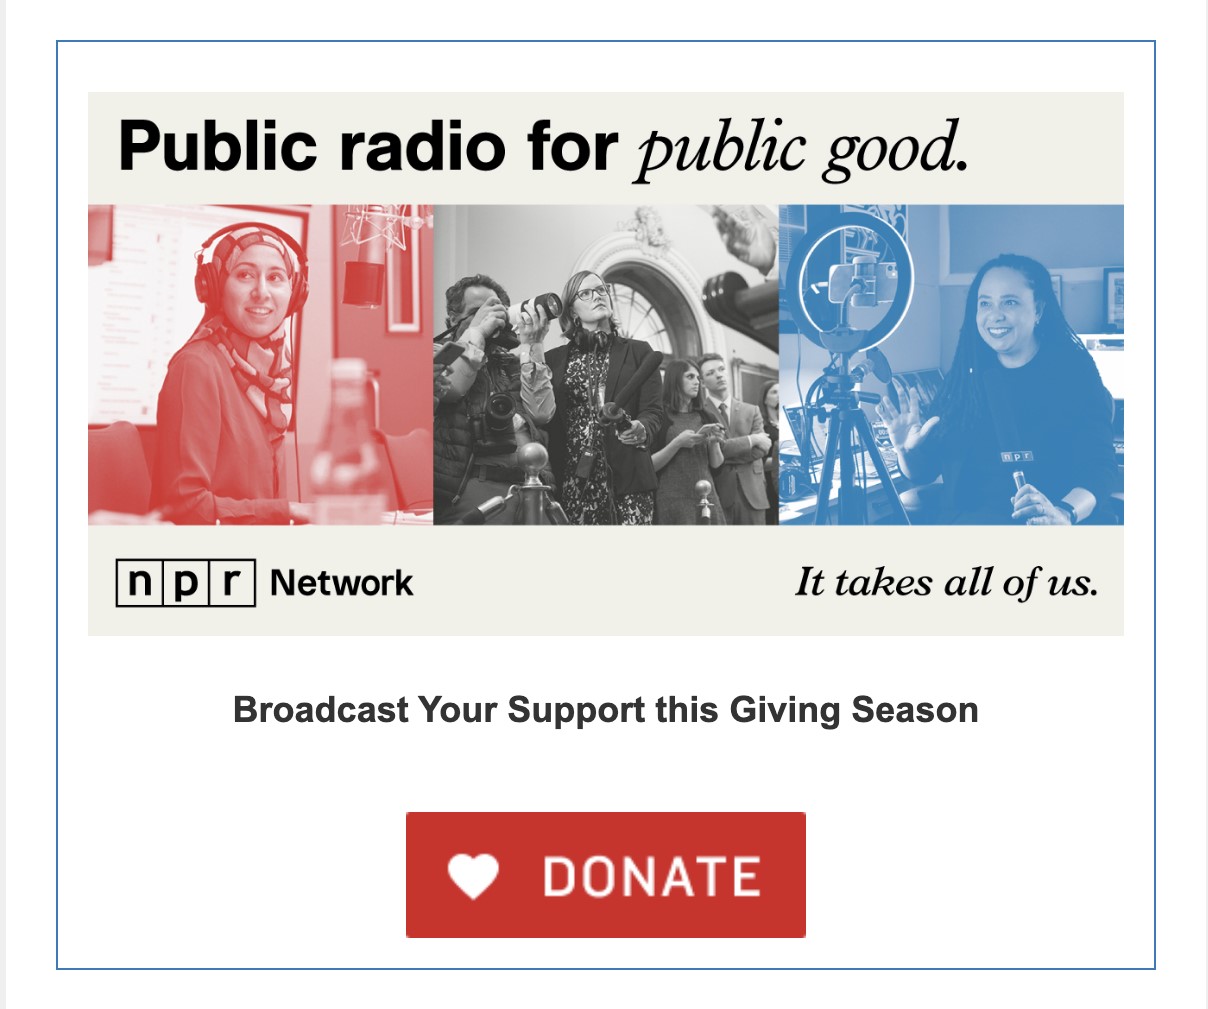 Public radio for public good.
npr
npr Network
It takes all of us.
Broadcast Your Support this Giving Season
DONATE